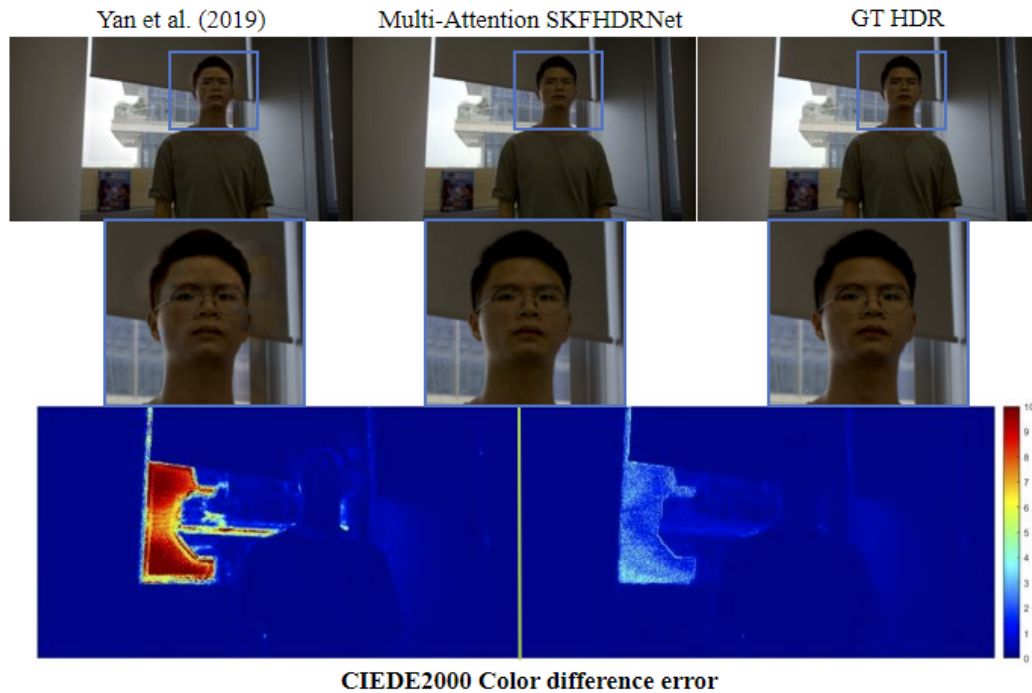 Yan et al. (2019)
Multi-Attention SKFHDRNet
GT HDR
10
9
8
7
6
5
4
3
2
1
0
CIEDE2000 Color difference error